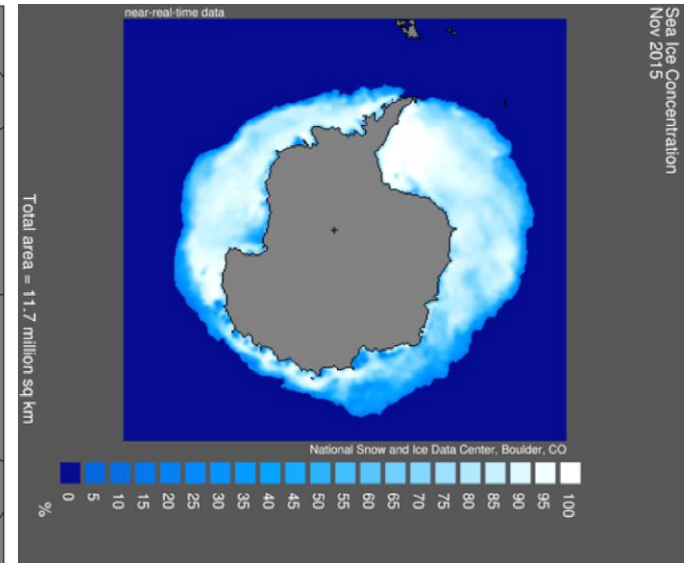 Sea Ice Concentration
Nov 2015
near-real-time data
Total area = 11.7 million sq km
National Snow and Ice Data Center, Boulder, CO
0 5 10 15 20 25 30 35 40 45 50 55 60 65 70 75 80 85 90 95 100
%